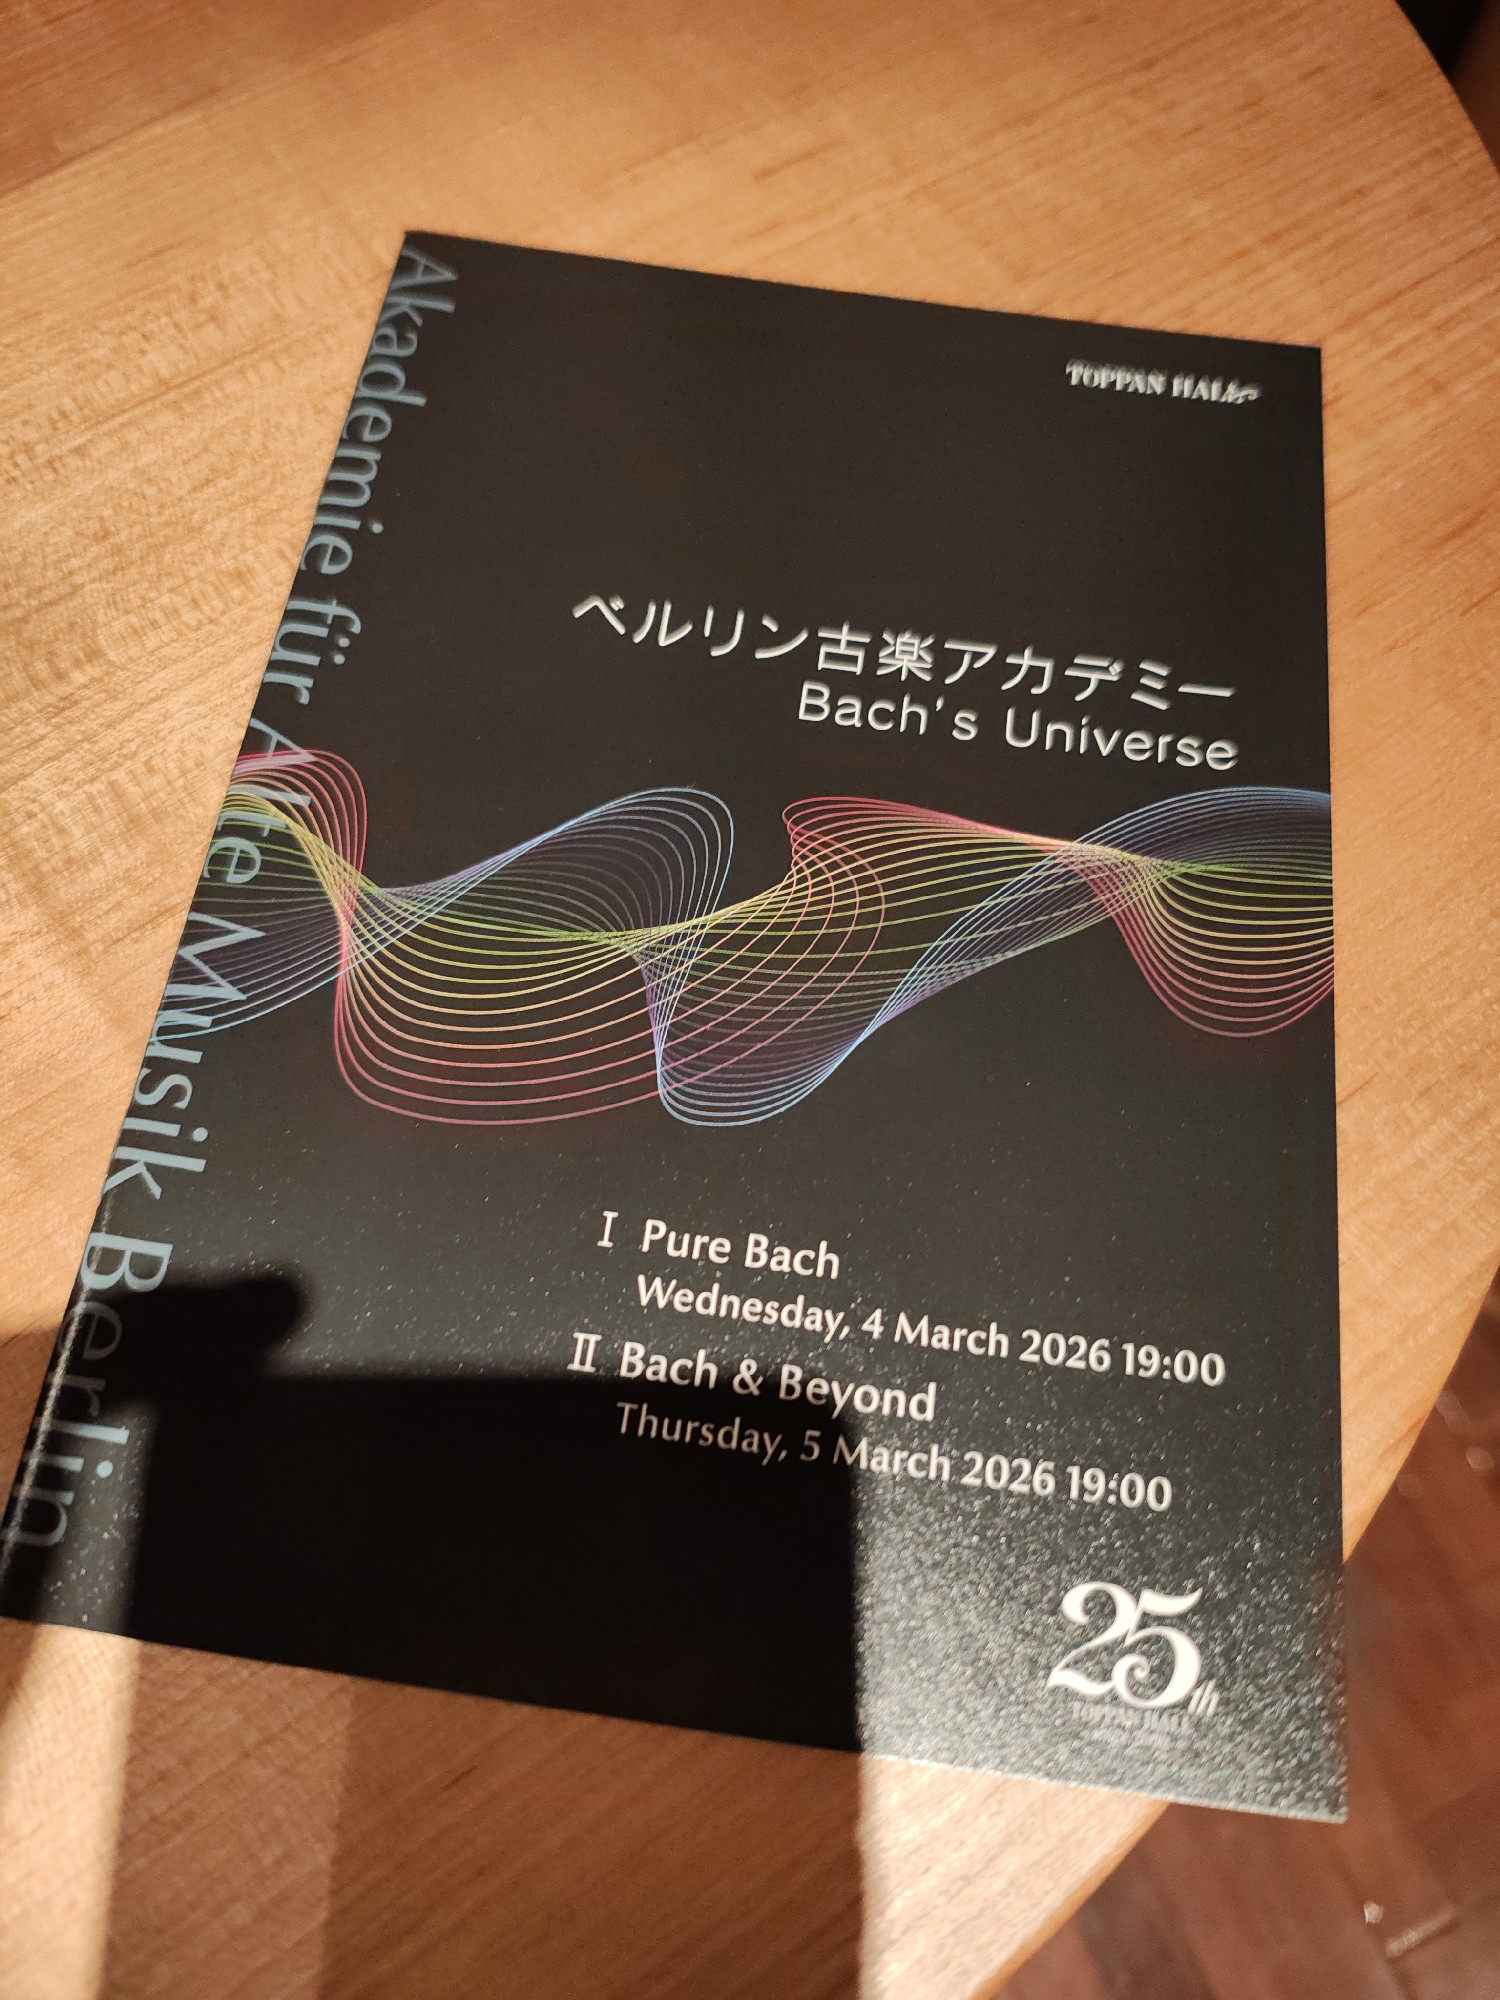 TOPPAN HALL
Akademie für Alte Musik Berlin
ベルリン古楽アカデミー
Bach's Universe
I Pure Bach
Wednesday, 4 March 2026 19:00
II Bach & Beyond
Thursday, 5 March 2026 19:00
25th
TOPPAN HALL